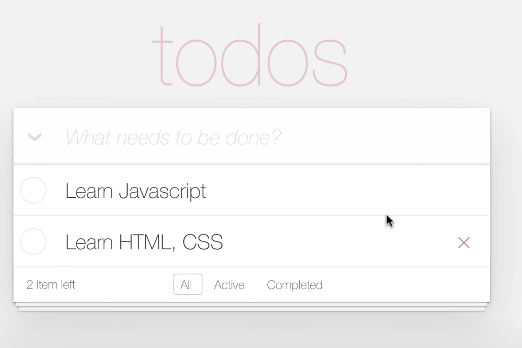 todos
What needs to be done?
Learn Javascript
Learn HTML, CSS
2 item left All Active Completed